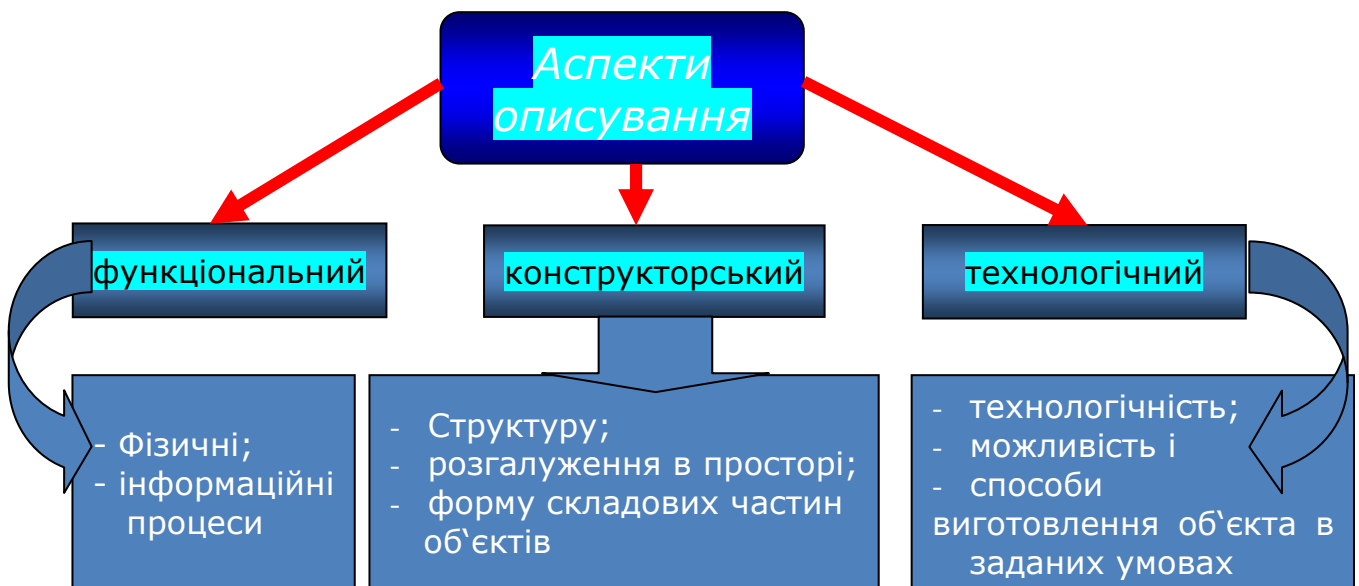 Аспекти
описування
функціональний
конструкторський
технологічний
- Фізичні;
- інформаційні
процеси
- Структуру;
- розгалуження в просторі;
- форму складових частин
об‘єктів
- технологічність;
- можливість і
- способи
виготовлення об‘єкта в
заданих умовах